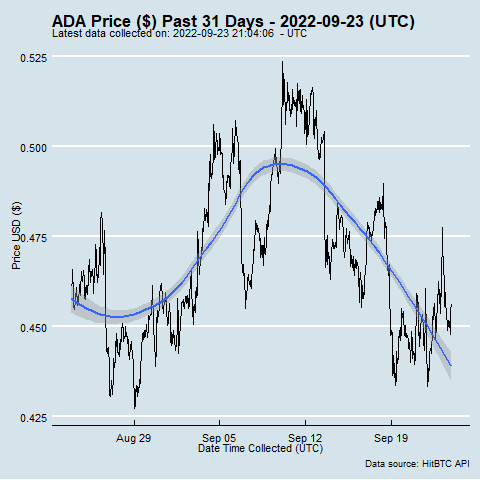 ADA Price ($) Past 31 Days - 2022-09-23 (UTC)
Latest data collected on: 2022-09-23 21:04:06 - UTC
0.525
0.500
0.475
0.450
0.425
Price USD ($)
Aug 29 Sep 05 Sep 12 Sep 19
Date Time Collected (UTC)
Data source: HitBTC API